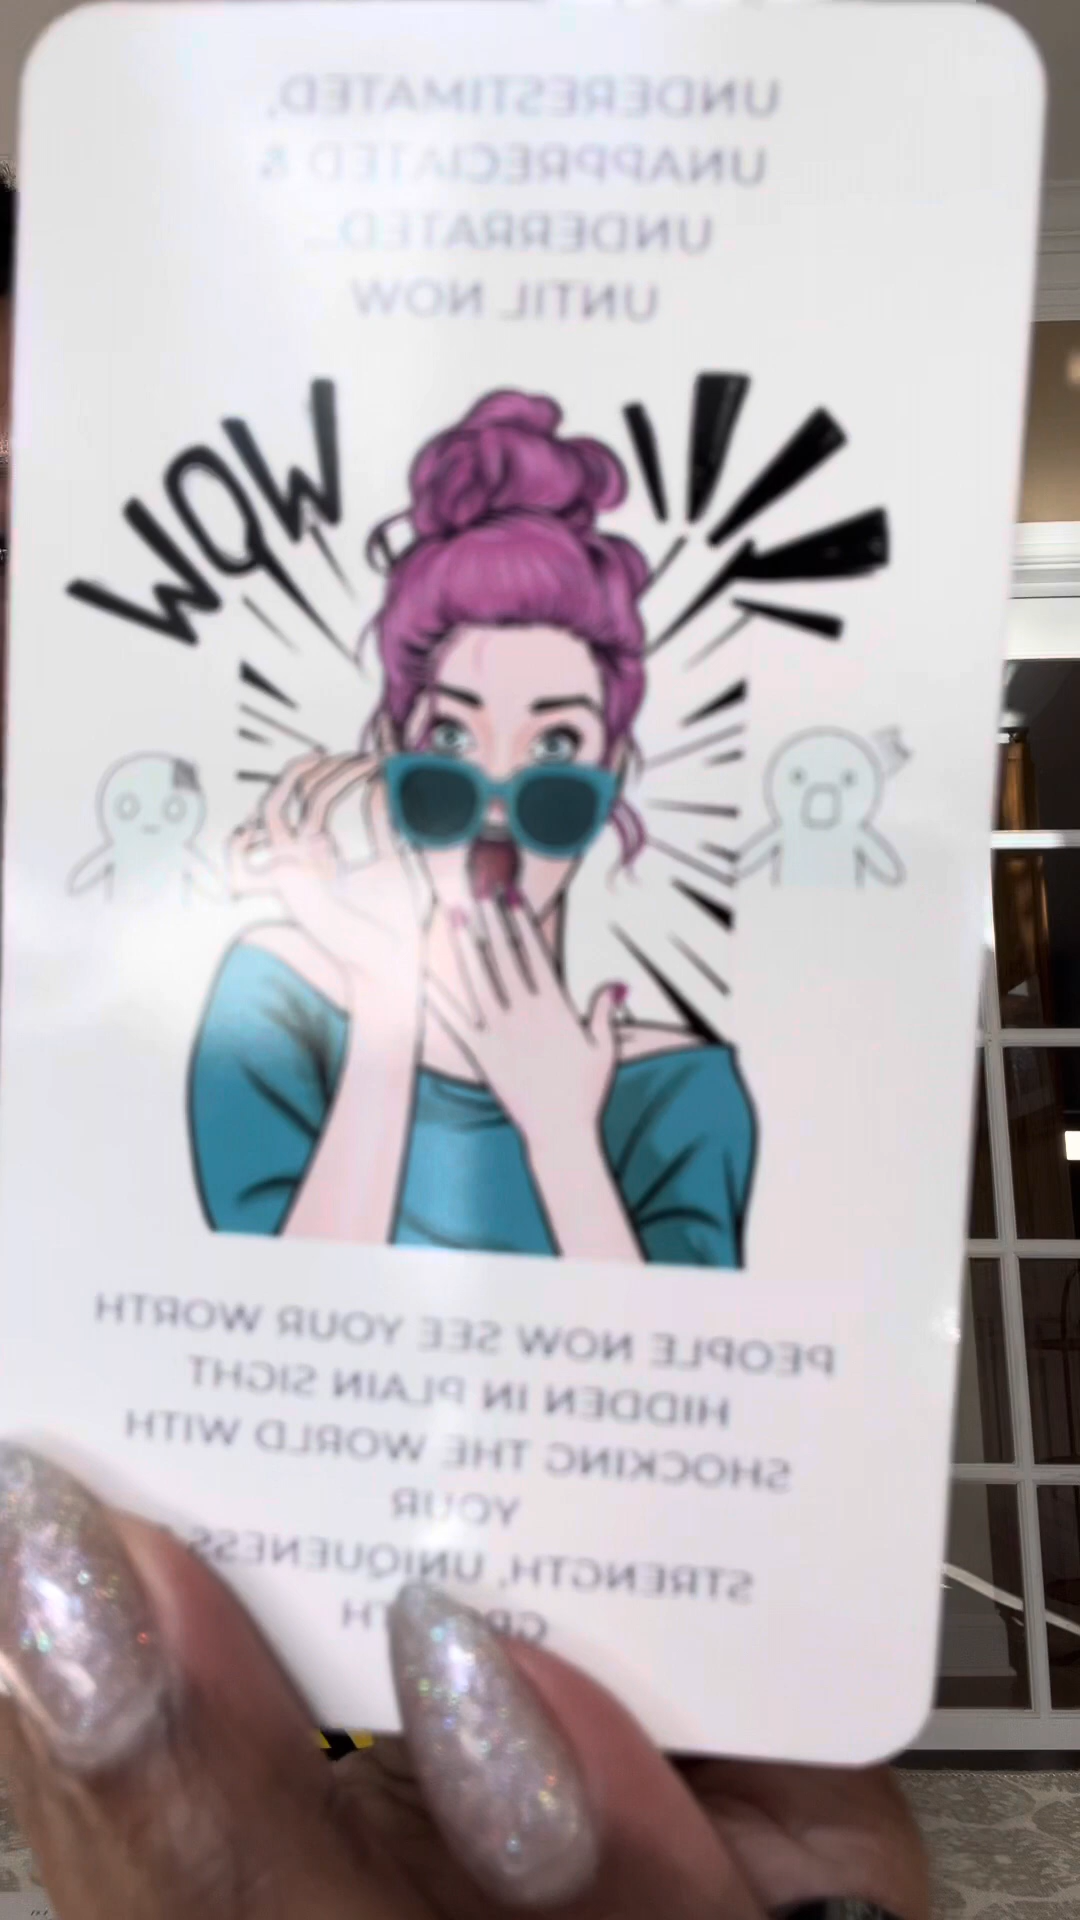 UNDERESTIMATED,
UNAPPRECIATED &
UNDERRATED...
UNTIL NOW
WOW
PEOPLE NOW SEE YOUR WORTH
HIDDEN IN PLAIN SIGHT
SHOCKING THE WORLD WITH
YOUR
STRENGTH, UNIQUENESS